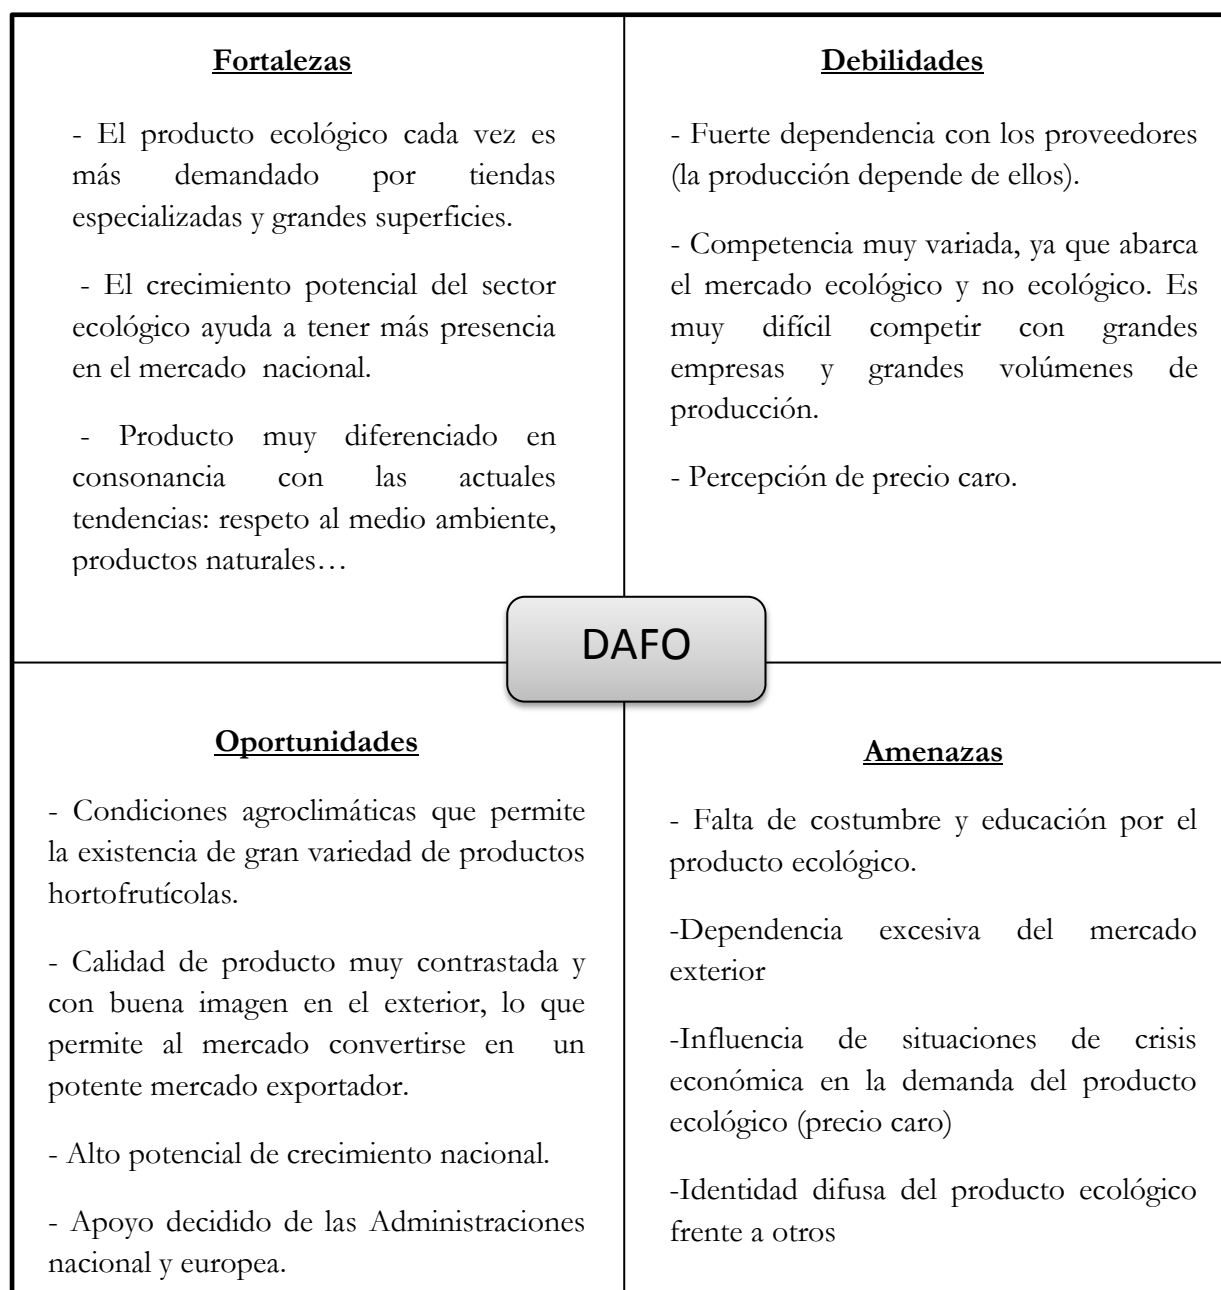 Fortalezas
- El producto ecológico cada vez es
más demandado por tiendas
especializadas y grandes superficies.
- El crecimiento potencial del sector
ecológico ayuda a tener más presencia
en el mercado nacional.
- Producto muy diferenciado en
consonancia con las actuales
tendencias: respeto al medio ambiente,
productos naturales…
Debilidades
- Fuerte dependencia con los proveedores
(la producción depende de ellos).
- Competencia muy variada, ya que abarca
el mercado ecológico y no ecológico. Es
muy difícil competir con grandes
empresas y grandes volúmenes de
producción.
- Percepción de precio caro.
DAFO
Oportunidades
- Condiciones agroclimáticas que permite
la existencia de gran variedad de productos
hortofrutícolas.
- Calidad de producto muy contrastada y
con buena imagen en el exterior, lo que
permite al mercado convertirse en un
potente mercado exportador.
- Alto potencial de crecimiento nacional.
- Apoyo decidido de las Administraciones
nacional y europea.
Amenazas
- Falta de costumbre y educación por el
producto ecológico.
-Dependencia excesiva del mercado
exterior
-Influencia de situaciones de crisis
económica en la demanda del producto
ecológico (precio caro)
-Identidad difusa del producto ecológico
frente a otros